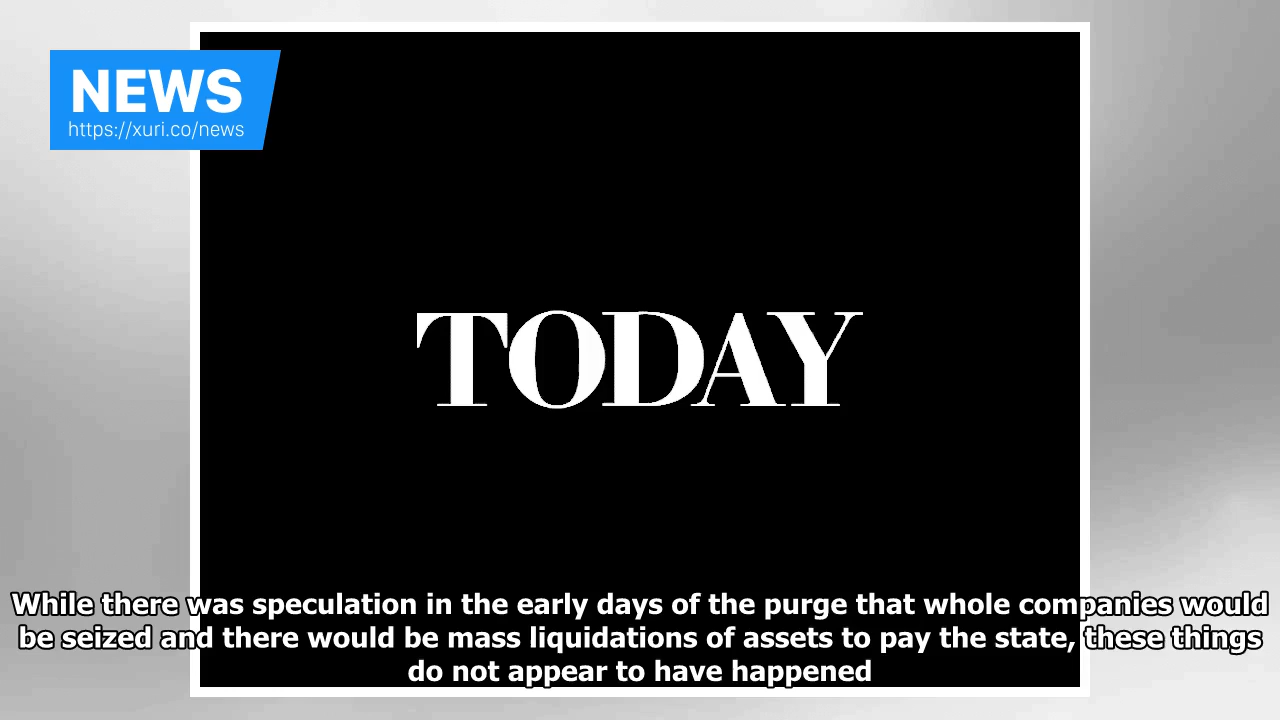 NEWS
https://xuri.co/news
TODAY
While there was speculation in the early days of the purge that whole companies would
be seized and there would be mass liquidations of assets to pay the state, these things
do not appear to have happened